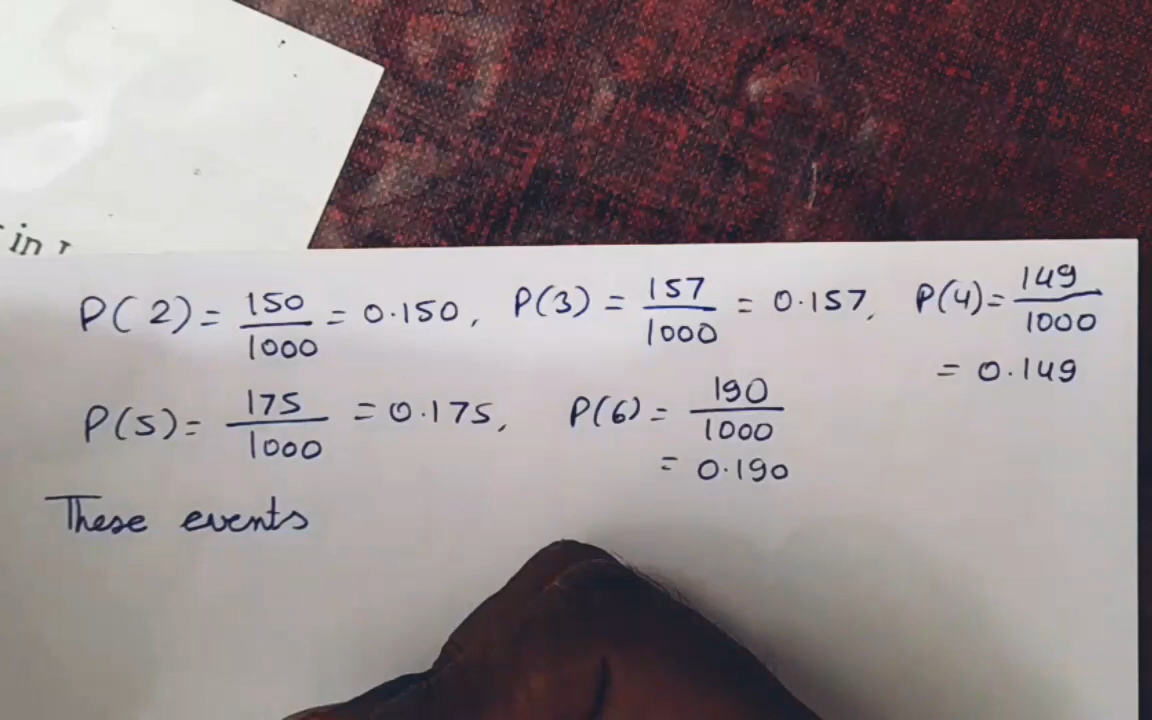 in
P(2) = 150/1000 = 0.150, P(3) = 157/1000 = 0.157, P(4) = 149/1000
= 0.149
P(5) = 175/1000 = 0.175, P(6) = 190/1000
= 0.190
These events